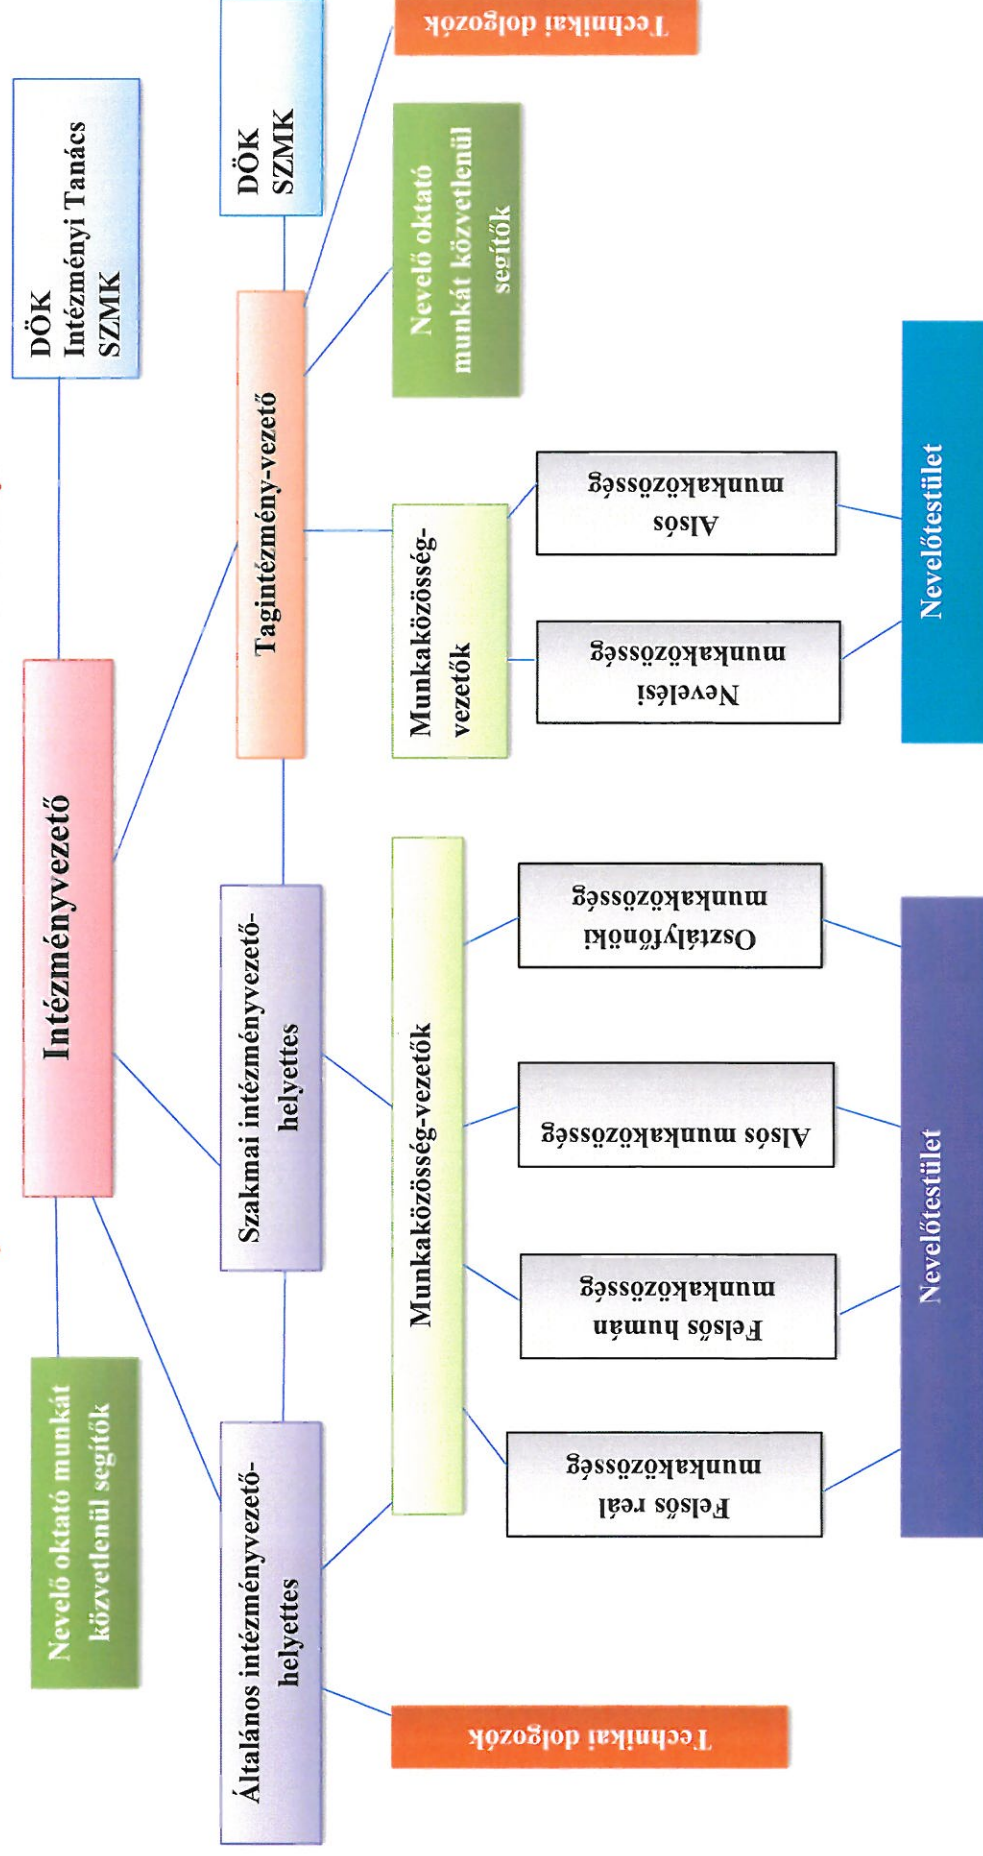 Intézményvezető
DÖK
Intézményi Tanács
SZMK
Nevelő oktató munkát
közvetlenül segítők
Általános intézményvezető-
helyettes
Szakmai intézményvezető-
helyettes
Tagintézmény-vezető
DÖK
SZMK
Technikai dolgozók
Munkaközösség-vezetők
Munkaközösség-
vezetők
Nevelő oktató
munkát közvetlenül
segítők
Technikai dolgozók
Felsős reál
munkaközösség
Felsős humán
munkaközösség
Alsós munkaközösség
Osztályfőnöki
munkaközösség
Nevelési
munkaközösség
Alsós
munkaközösség
Nevelőtestület
Nevelőtestület